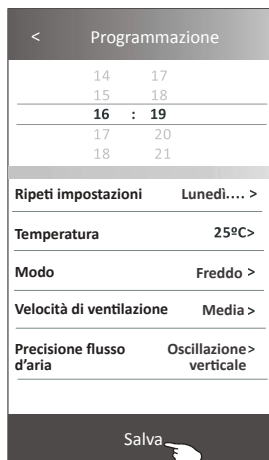 < Programmazione
14 17
15 18
16 : 19
17 20
18 21
Ripeti impostazioni Lunedì.... >
Temperatura 25ºC>
Modo Freddo >
Velocità di ventilazione Media >
Precisione flusso Oscillazione>
d'aria verticale
Salva